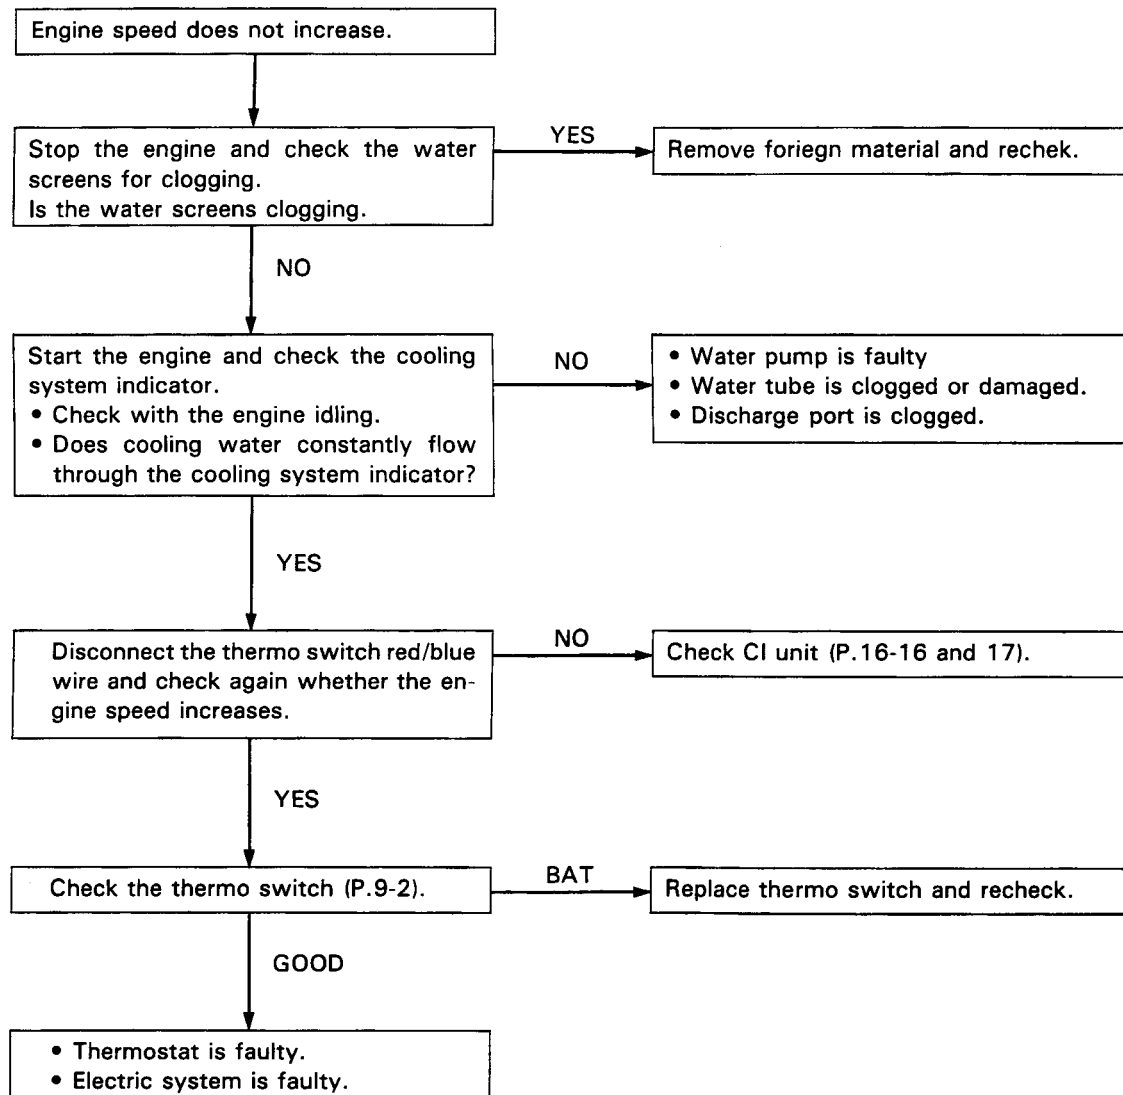 Engine speed does not increase.
Stop the engine and check the water
screens for clogging.
Is the water screens clogging.
YES
Remove foriegn material and rechek.
NO
Start the engine and check the cooling
system indicator.
• Check with the engine idling.
• Does cooling water constantly flow
through the cooling system indicator?
NO
• Water pump is faulty
• Water tube is clogged or damaged.
• Discharge port is clogged.
YES
Disconnect the thermo switch red/blue
wire and check again whether the en-
gine speed increases.
NO
Check CI unit (P.16-16 and 17).
YES
Check the thermo switch (P.9-2).
BAT
Replace thermo switch and recheck.
GOOD
• Thermostat is faulty.
• Electric system is faulty.